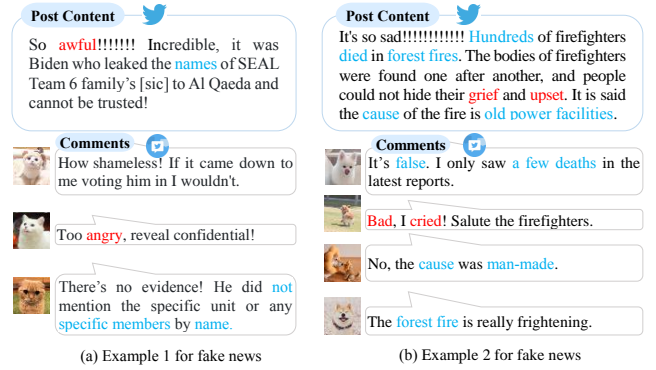 Post Content
So awful!!!!!!! Incredible, it was
Biden who leaked the names of SEAL
Team 6 family's [sic] to Al Qaeda and
cannot be trusted!
Comments
How shameless! If it came down to
me voting him in I wouldn't.
Too angry, reveal confidential!
There's no evidence! He did not
mention the specific unit or any
specific members by name.
(a) Example 1 for fake news
Post Content
It's so sad!!!!!!!!!!!! Hundreds of firefighters
died in forest fires. The bodies of firefighters
were found one after another, and people
could not hide their grief and upset. It is said
the cause of the fire is old power facilities.
Comments
It's false. I only saw a few deaths in the
latest reports.
Bad, I cried! Salute the firefighters.
No, the cause was man-made.
The forest fire is really frightening.
(b) Example 2 for fake news